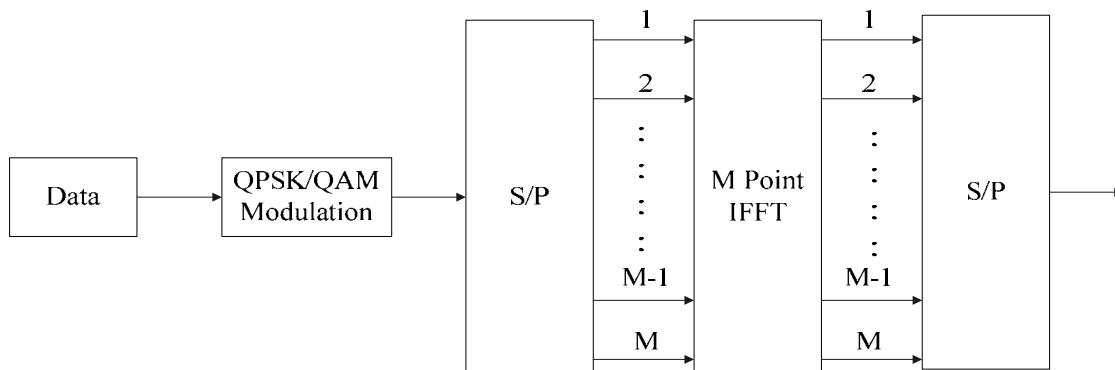 Data
QPSK/QAM
Modulation
S/P
1
2
M-1
M
M Point
IFFT
1
2
M-1
M
S/P